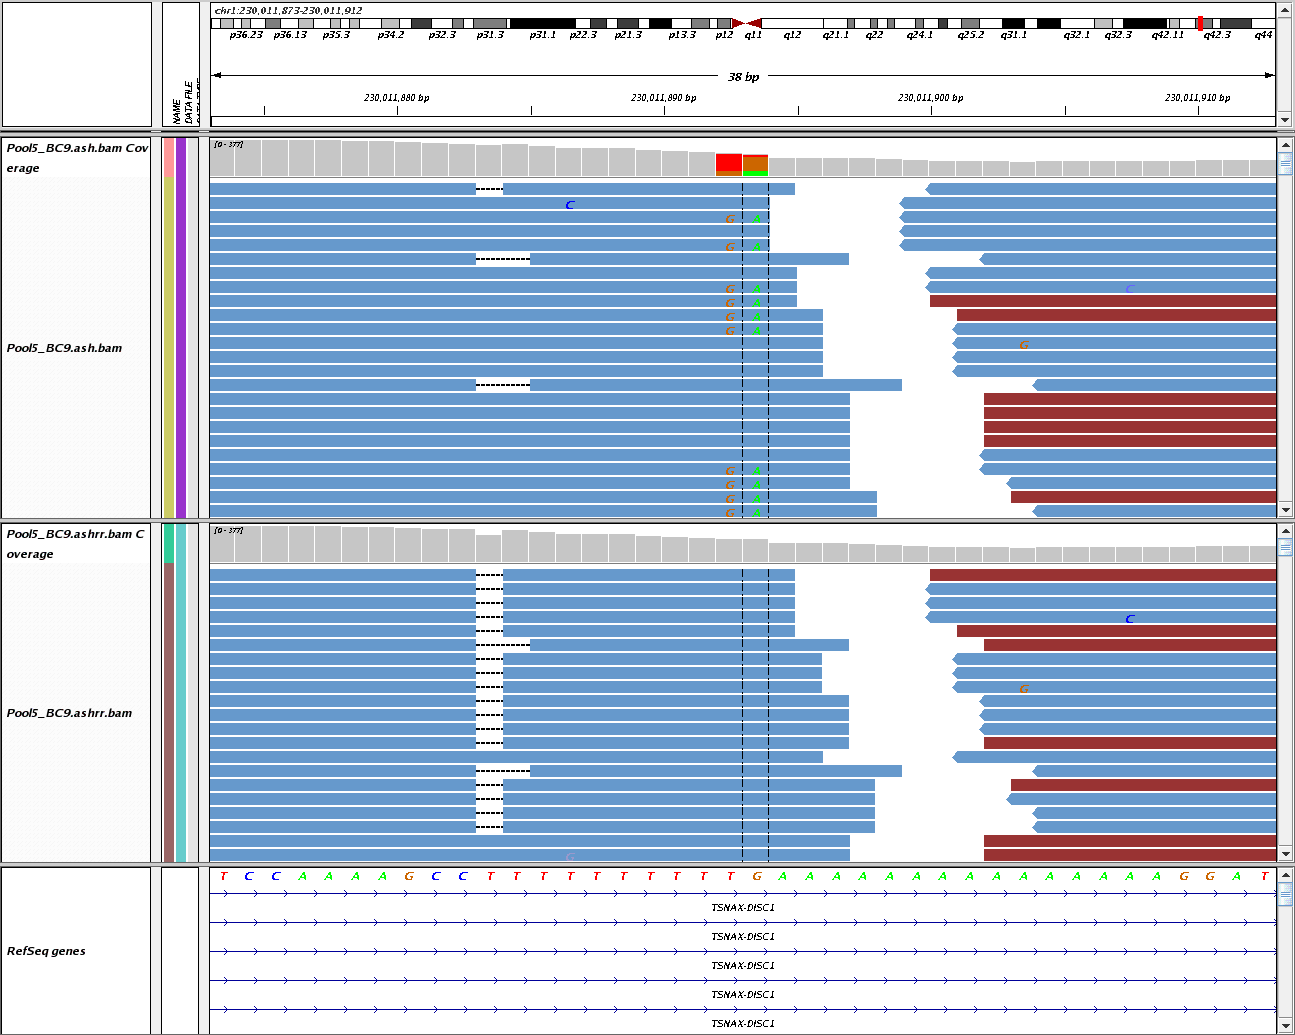 chr1:230,011,873-230,011,912
p36.23 p36.13 p35.3 p34.2 p32.3 p31.3 p31.1 p22.3 p21.3 p13.3 p12 q11 q12 q21.1 q22 q24.1 q25.2 q31.1 q32.1 q32.3 q42.11 q42.3 q44
38 bp
NAME
DATA FILE
230,011,880 bp 230,011,890 bp 230,011,900 bp 230,011,910 bp
Pool5_BC9.ash.bam Cov
erage
[0 - 377]
C
G A
G A
G A C
G A
G A
G A
G
Pool5_BC9.ash.bam
G A
G A
G A
G A
Pool5_BC9.ashrr.bam C
overage
[0 - 377]
C
G
Pool5_BC9.ashrr.bam
G
T C C A A A A G C C T T T T T T T T T T G A A A A A A A A A A A A A A A G G A T
RefSeq genes
TSNAX-DISC1
TSNAX-DISC1
TSNAX-DISC1
TSNAX-DISC1
TSNAX-DISC1